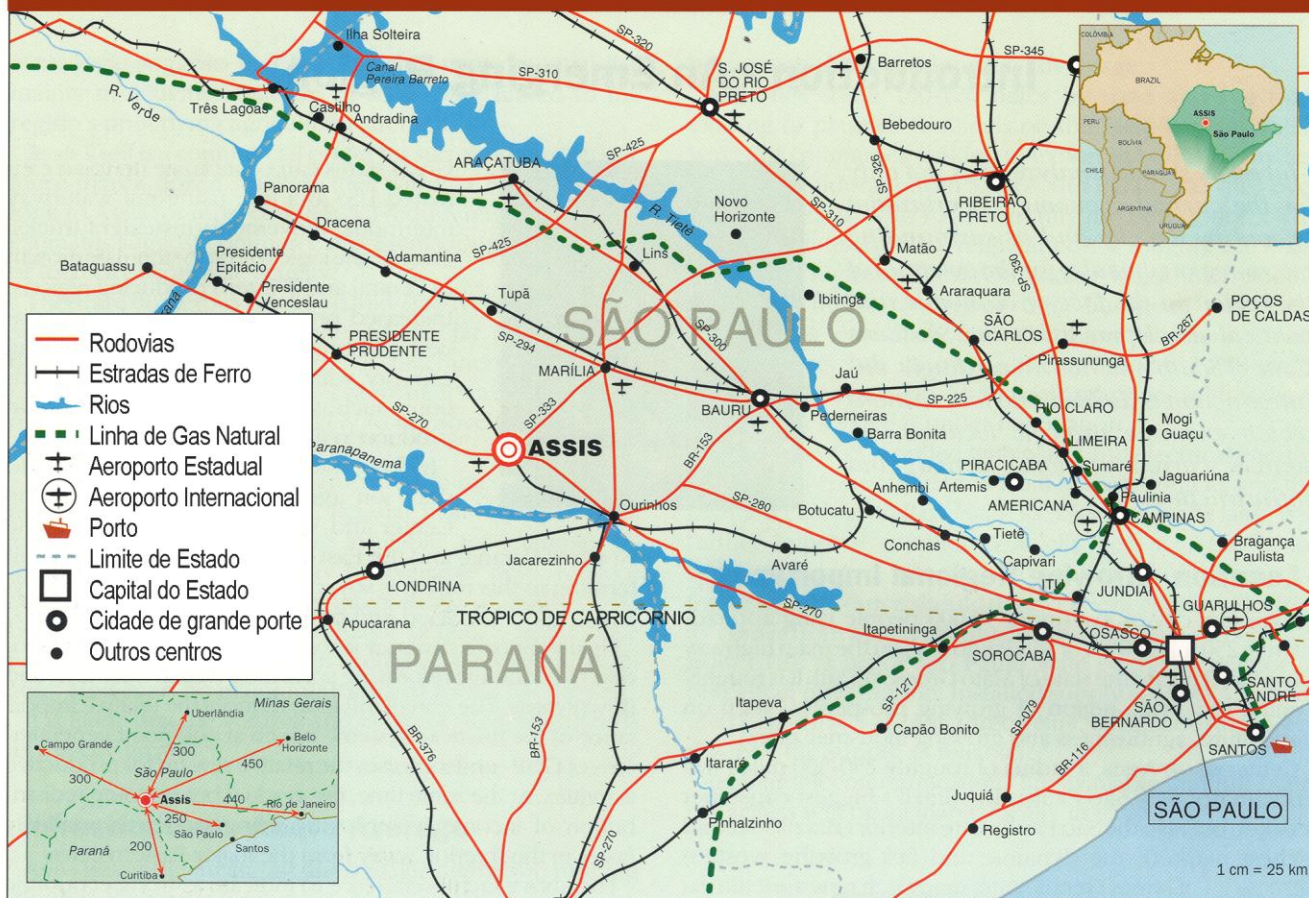 Ilha Solteira
Canal
Pereira Barreto
SP-320
SP-310
R. Verde
Três Lagoas
Castilho
Andradina
S. JOSÉ
DO RIO
PRETO
Barretos
SP-345
Bebedouro
SP-326
SP-425
ARAÇATUBA
R. Tietê
Novo
Horizonte
SP-310
RIBEIRÃO
PRETO
Panorama
Dracena
SP-425
Presidente
Epitácio
Bataguassu
Adamantina
Lins
Matão
SP-330
Presidente
Venceslau
Tupã
Ibitinga
Araraquara
POÇOS
DE CALDAS
SÃO PAULO
SÃO
CARLOS
BR-267
Pirassununga
PRESIDENTE
PRUDENTE
SP-294
SP-300
MARÍLIA
Jaú
BAURU
SP-225
Pederneiras
RIO CLARO
SP-270
SP-333
Barra Bonita
LIMEIRA
Mogi
Guaçu
ASSIS
BR-153
Paranapanema
PIRACICABA
Sumaré
Artemis
Jaguariúna
SP-280
Anhembi
AMERICANA
Paulinia
Ourinhos
Botucatu
CAMPINAS
Conchas
Tietê
Bragança
Paulista
Jacarezinho
Avaré
Capivari
LONDRINA
ITU
JUNDIAÍ
GUARULHOS
SP-270
Apucarana
TRÓPICO DE CAPRICÓRNIO
Itapetininga
OSASCO
SOROCABA
PARANÁ
SANTO
ANDRÉ
SÃO
BERNARDO
Itapeva
SP-127
Capão Bonito
SP-079
SANTOS
BR-376
BR-153
Itararé
BR-116
Juquiá
SÃO PAULO
Pinhalzinho
Registro
SP-270
1 cm = 25 km
Rodovias
Estradas de Ferro
Rios
Linha de Gas Natural
Aeroporto Estadual
Aeroporto Internacional
Porto
Limite de Estado
Capital do Estado
Cidade de grande porte
Outros centros
COLÔMBIA
BRAZIL
PERU
ASSIS
São Paulo
BOLÍVIA
CHILE
PARAGUA
ARGENTINA
URUGUA
Minas Gerais
Uberlândia
Campo Grande
Belo
Horizonte
300
São Paulo
450
300
Assis
440
Rio de Janeiro
250
São Paulo
200
Santos
Paraná
Curitiba